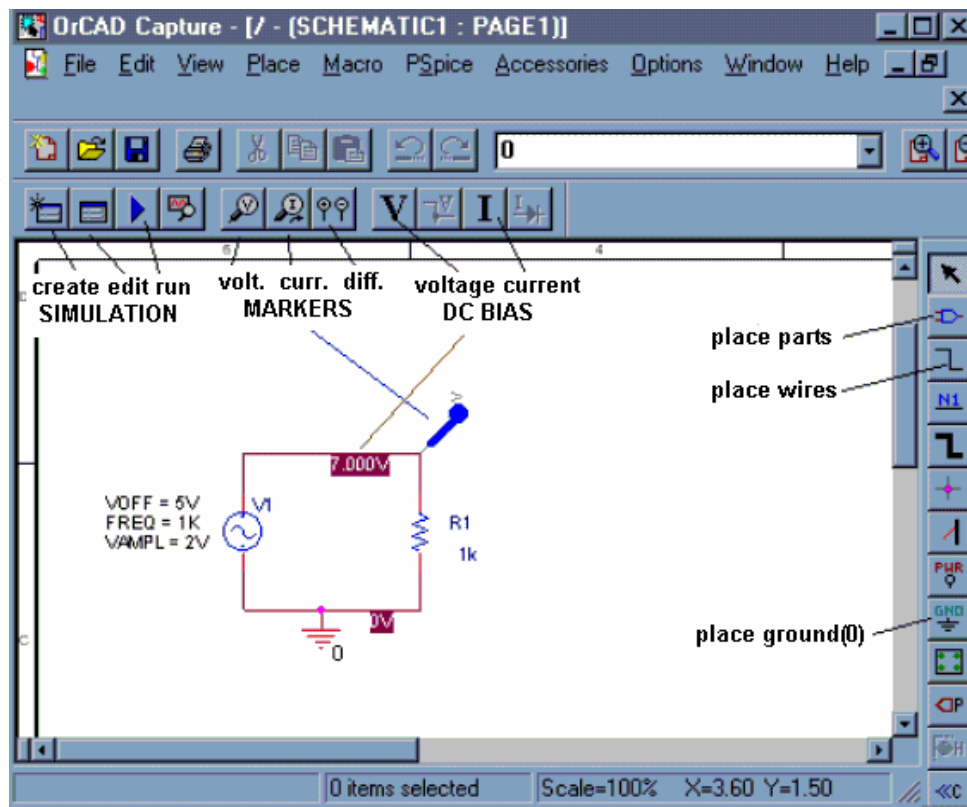 OrCAD Capture - [/ - (SCHEMATIC1 : PAGE1)]
File Edit View Place Macro PSpice Accessories Options Window Help
0
V I
5 4
create edit run volt. curr. diff. voltage current
SIMULATION MARKERS DC BIAS
place parts
place wires
N1
V
7.000V
VOFF = 5V
FREQ = 1K
VAMPL = 2V
V1
R1
1k
PWR
GND
place ground(0)
0V
0
C
P
H
<<C
0 items selected Scale=100% X=3.60 Y=1.50